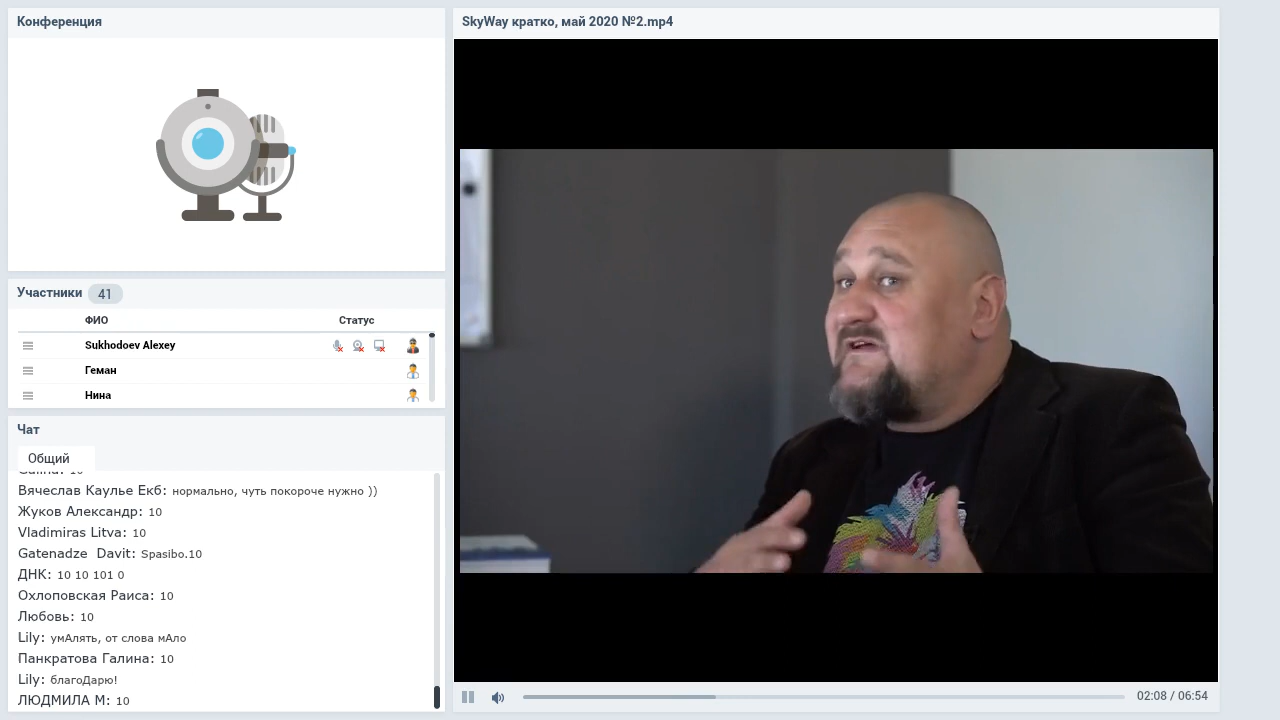 Конференция
Участники 41
ФИО Статус
Sukhodoev Alexey
Геман
Нина
Чат
Общий
Вячеслав Каулье Екб: нормально, чуть покороче нужно ))
Жуков Александр: 10
Vladimiras Litva: 10
Gatenadze Davit: Spasibo.10
ДНК: 10 10 101 0
Охлоповская Раиса: 10
Любовь: 10
Lily: умАлять, от слова мАло
Панкратова Галина: 10
Lily: благоДарю!
ЛЮДМИЛА М: 10
SkyWay кратко, май 2020 №2.mp4
02:08 / 06:54